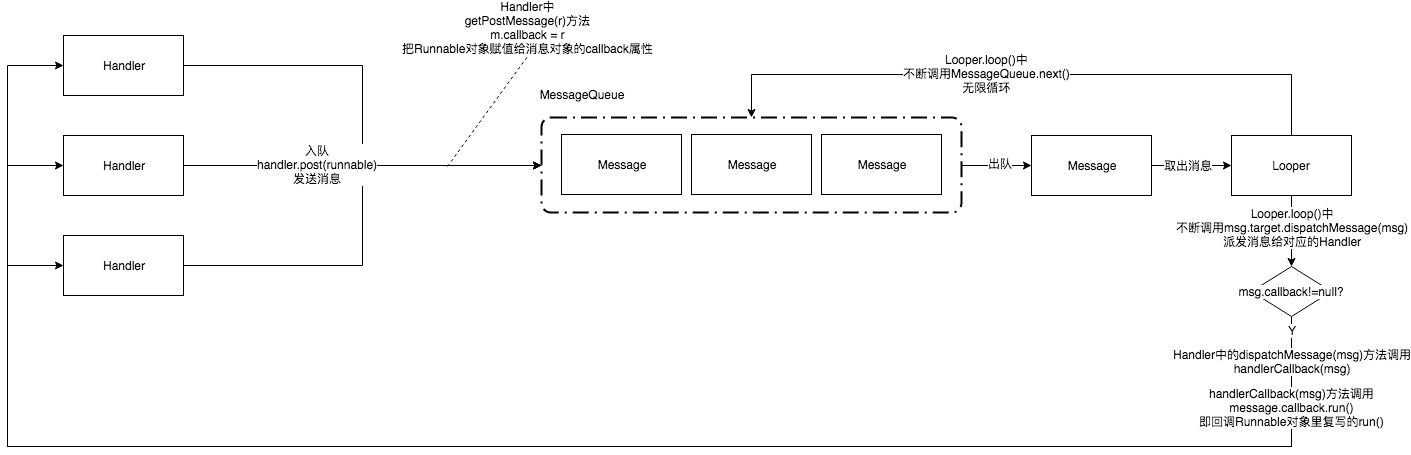 Handler中
getPostMessage(r)方法
m.callback = r
把Runnable对象赋值给消息对象的callback属性
Handler
Handler
Handler
入队
handler.post(runnable)
发送消息
MessageQueue
Message
Message
Message
出队
Message
取出消息
Looper
Looper.loop()中
不断调用MessageQueue.next()
无限循环
Looper.loop()中
不断调用msg.target.dispatchMessage(msg)
派发消息给对应的Handler
msg.callback!=null?
Y
Handler中的dispatchMessage(msg)方法调用
handlerCallback(msg)
handlerCallback(msg)方法调用
message.callback.run()
即回调Runnable对象里复写的run()